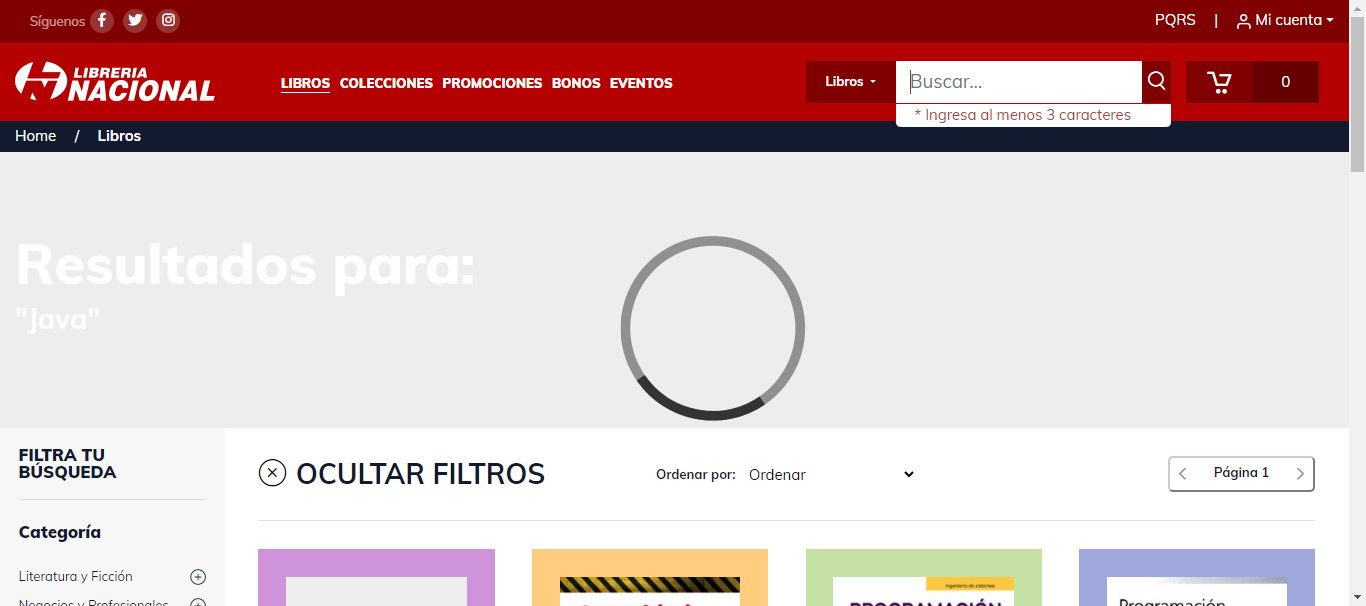 Síguenos
PQRS | Mi cuenta
LIBRERIA
NACIONAL
LIBROS COLECCIONES PROMOCIONES BONOS EVENTOS
Libros
Buscar...
0
* Ingresa al menos 3 caracteres
Home / Libros
Resultados para:
"Java"
FILTRA TU
BÚSQUEDA
OCULTAR FILTROS
Ordenar por: Ordenar
Página 1
Categoría
Literatura y Ficción
Negocios y Profesionales
Ingeniería de sistemas
PROGRAMACIÓN
Programación